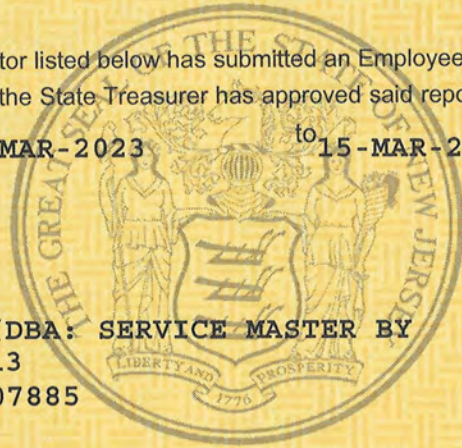 tor listed below has submitted an Employee
the State Treasurer has approved said repo
MAR-2023 to 15-MAR-2
THE GREAT SEAL OF THE STATE OF NEW JERSEY
DBA: SERVICE MASTER BY
13
07885
LIBERTY AND PROSPERITY
1776